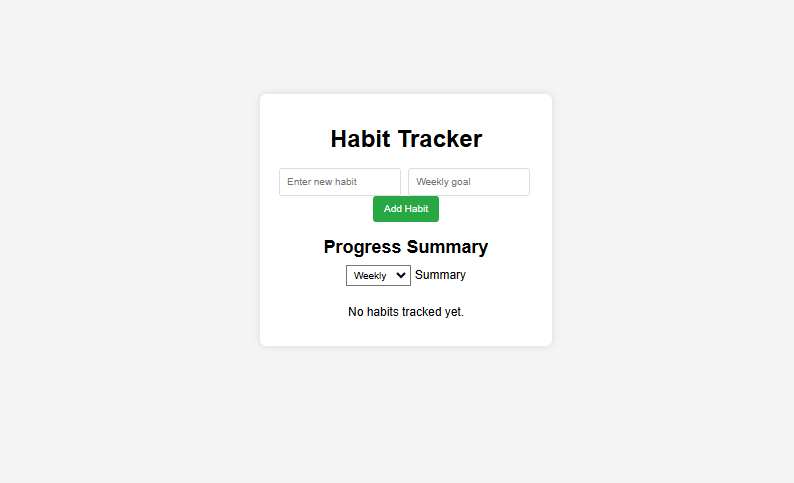 Habit Tracker
Enter new habit Weekly goal
Add Habit
Progress Summary
Weekly Summary
No habits tracked yet.